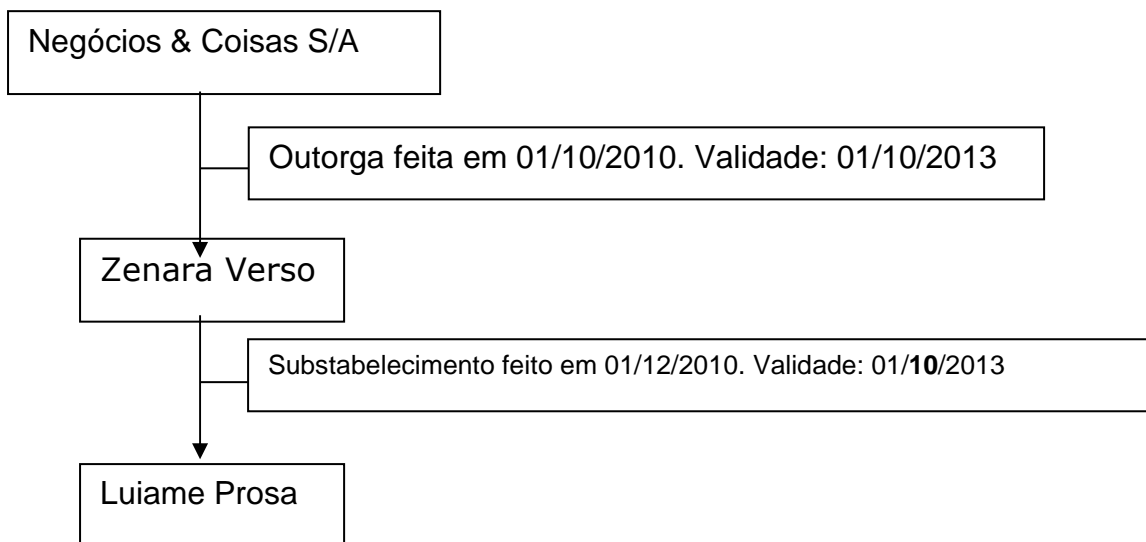 Negócios & Coisas S/A
Outorga feita em 01/10/2010. Validade: 01/10/2013
Zenara Verso
Substabelecimento feito em 01/12/2010. Validade: 01/10/2013
Luiame Prosa